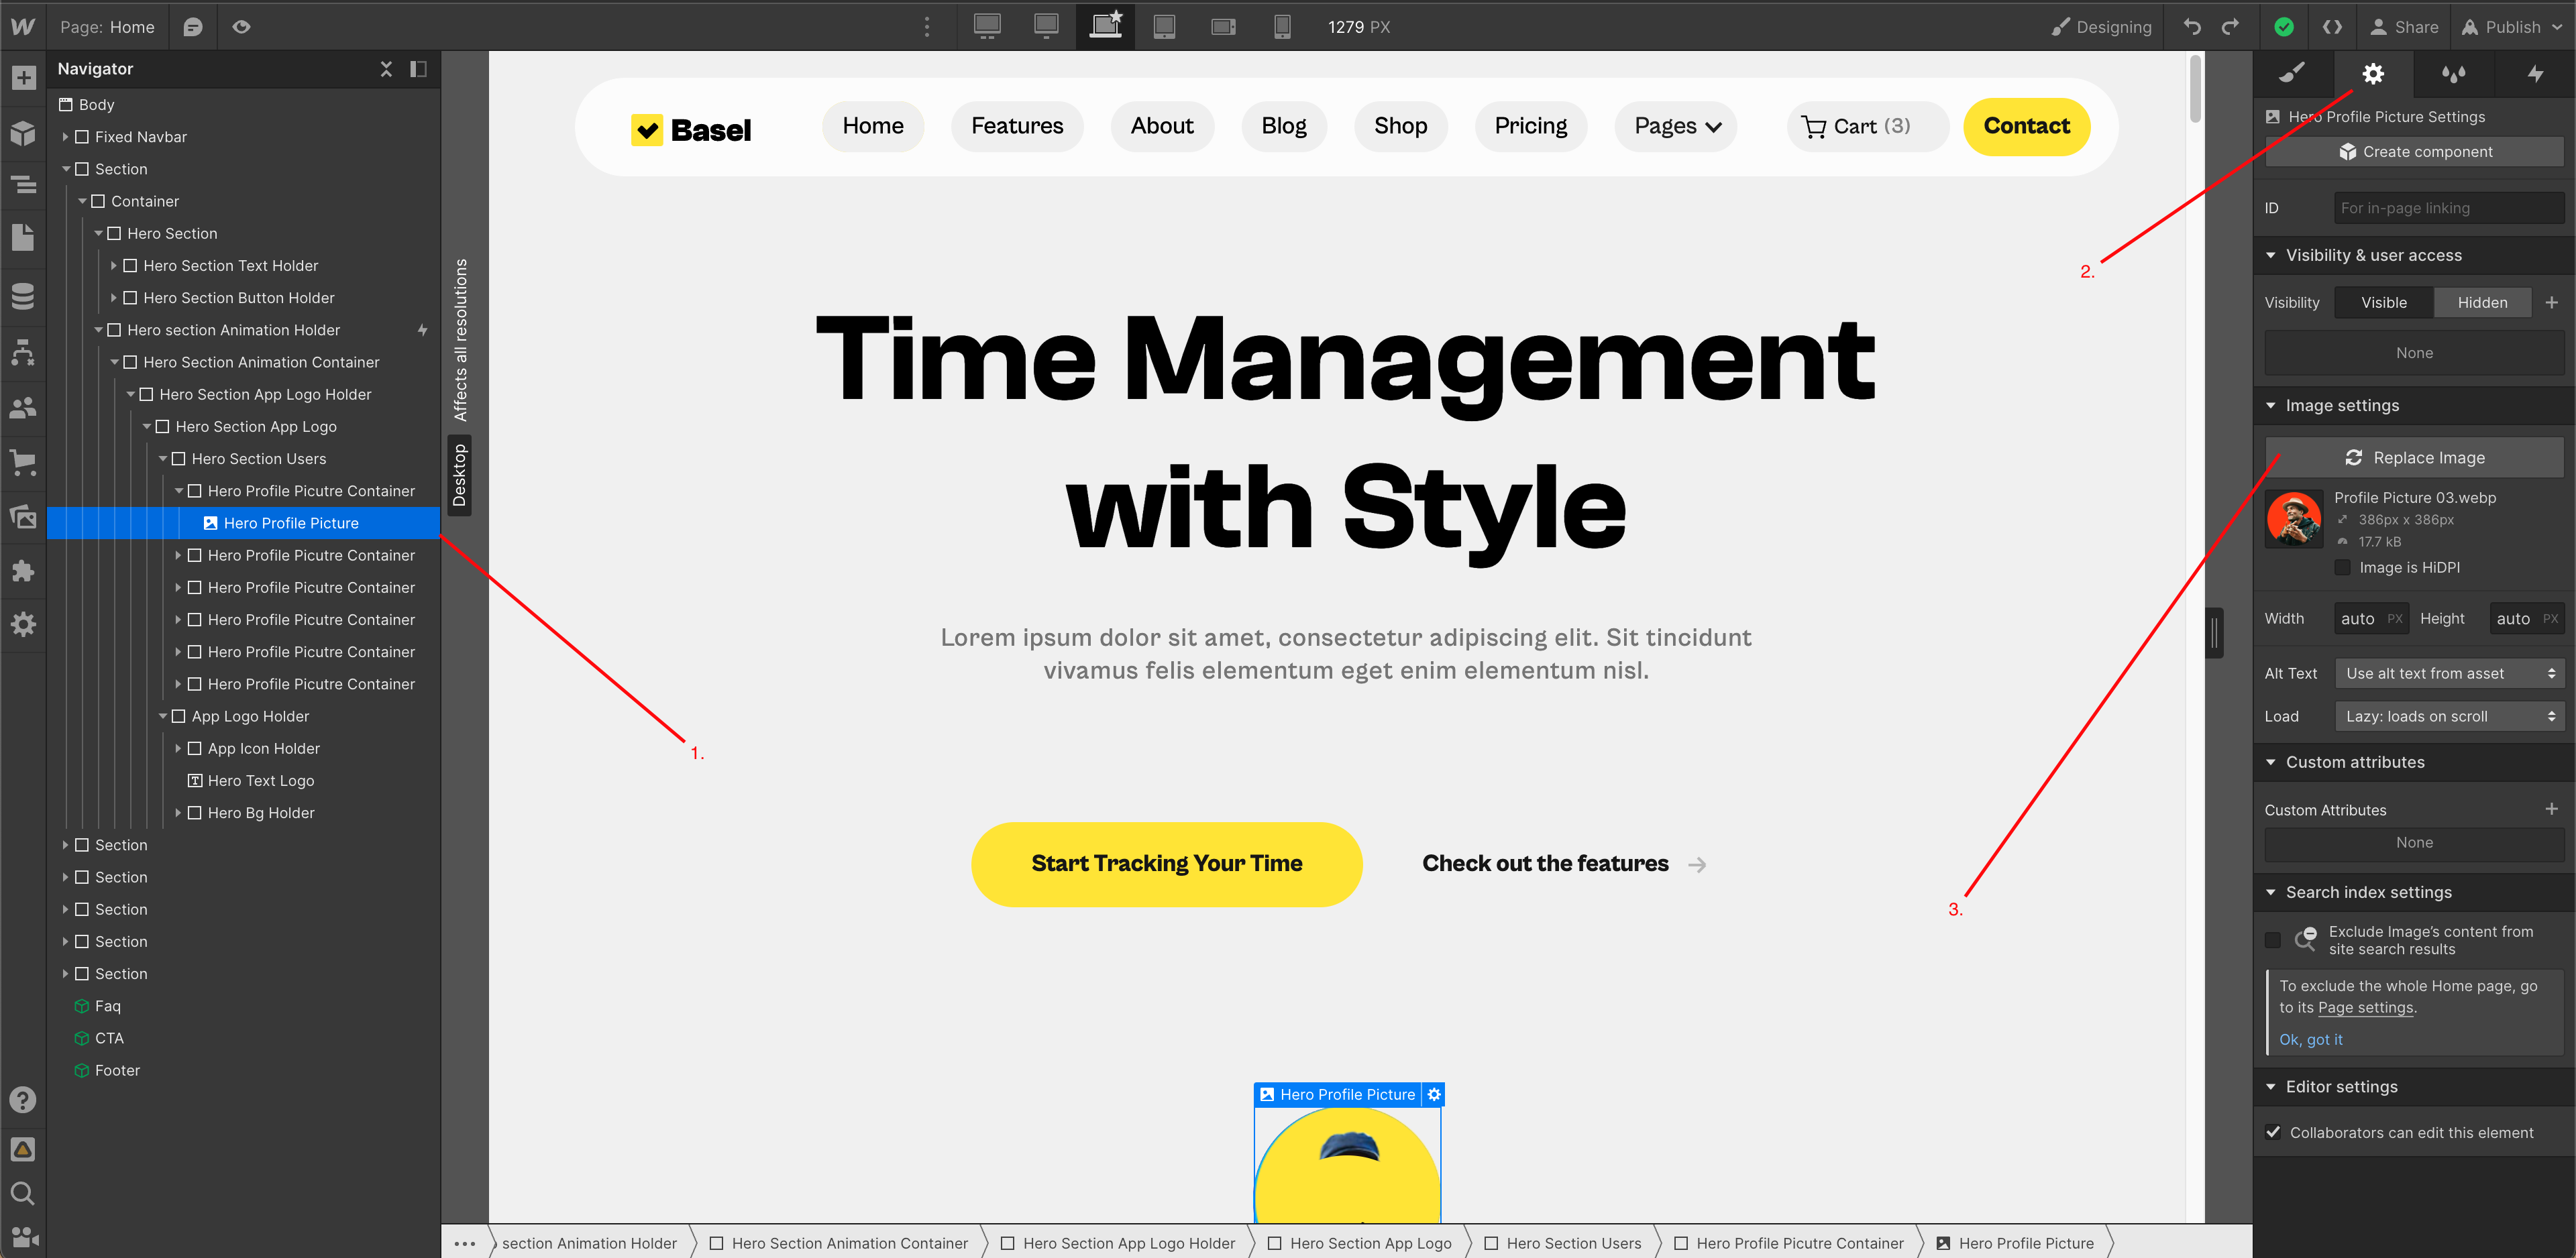 Page: Home
1279 PX
Designing
Share
Publish
Navigator
Body
Fixed Navbar
Section
Container
Hero Section
Hero Section Text Holder
Hero Section Button Holder
Hero section Animation Holder
Hero Section Animation Container
Hero Section App Logo Holder
Hero Section App Logo
Hero Section Users
Hero Profile Picutre Container
Hero Profile Picture
Hero Profile Picutre Container
Hero Profile Picutre Container
Hero Profile Picutre Container
Hero Profile Picutre Container
Hero Profile Picutre Container
App Logo Holder
App Icon Holder
Hero Text Logo
Hero Bg Holder
Section
Section
Section
Section
Section
Faq
CTA
Footer
Affects all resolutions
Desktop
Basel
Home
Features
About
Blog
Shop
Pricing
Pages
Cart (3)
Contact
Time Management
with Style
Lorem ipsum dolor sit amet, consectetur adipiscing elit. Sit tincidunt
vivamus felis elementum eget enim elementum nisl.
Start Tracking Your Time
Check out the features
Hero Profile Picture
1.
2.
3.
Hero Profile Picture Settings
Create component
ID
For in-page linking
Visibility & user access
Visibility
Visible
Hidden
None
Image settings
Replace Image
Profile Picture 03.webp
386px x 386px
17.7 kB
Image is HiDPI
Width
auto PX
Height
auto PX
Alt Text
Use alt text from asset
Load
Lazy: loads on scroll
Custom attributes
Custom Attributes
None
Search index settings
Exclude Image's content from
site search results
To exclude the whole Home page, go
to its Page settings.
Ok, got it
Editor settings
Collaborators can edit this element
section Animation Holder
Hero Section Animation Container
Hero Section App Logo Holder
Hero Section App Logo
Hero Section Users
Hero Profile Picutre Container
Hero Profile Picture